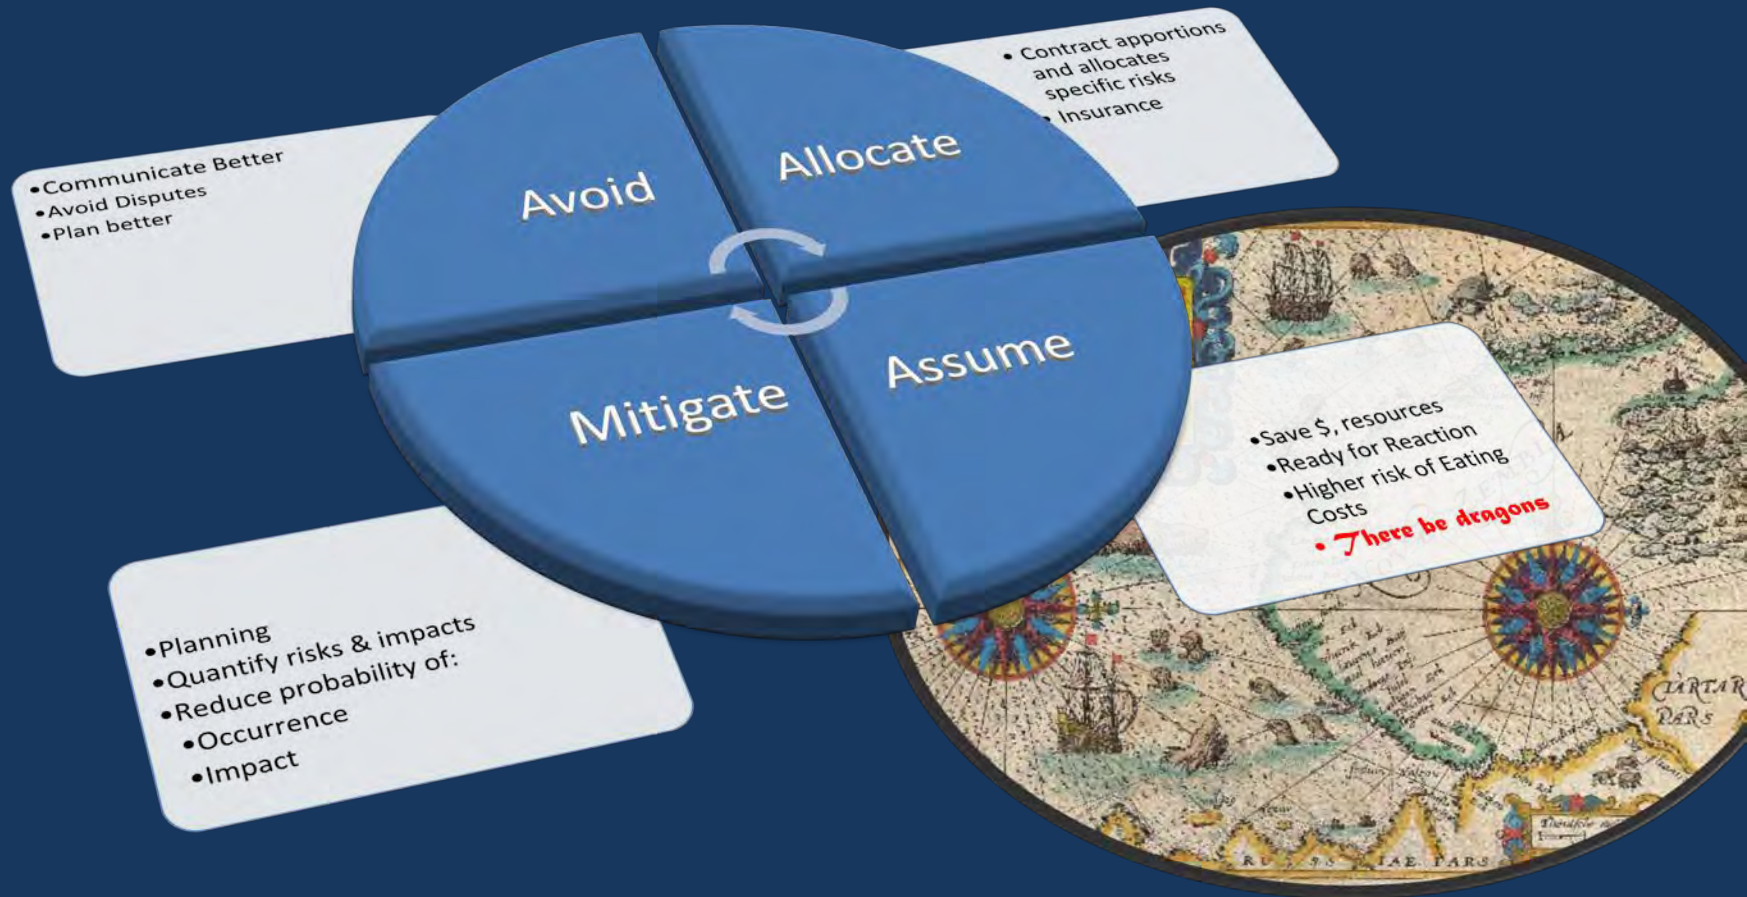 •Communicate Better
•Avoid Disputes
•Plan better
Avoid
Allocate
• Contract apportions
and allocates
specific risks
• Insurance
Mitigate
Assume
•Planning
•Quantify risks & impacts
•Reduce probability of:
•Occurrence
•Impact
•Save $, resources
•Ready for Reaction
•Higher risk of Eating
Costs
• There be dragons
PARS